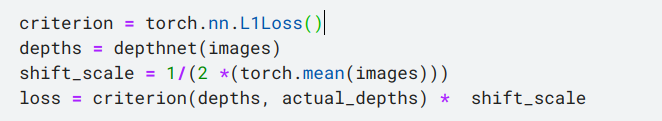 criterion = torch.nn.L1Loss()
depths = depthnet(images)
shift_scale = 1/(2 *(torch.mean(images)))
loss = criterion(depths, actual_depths) *  shift_scale